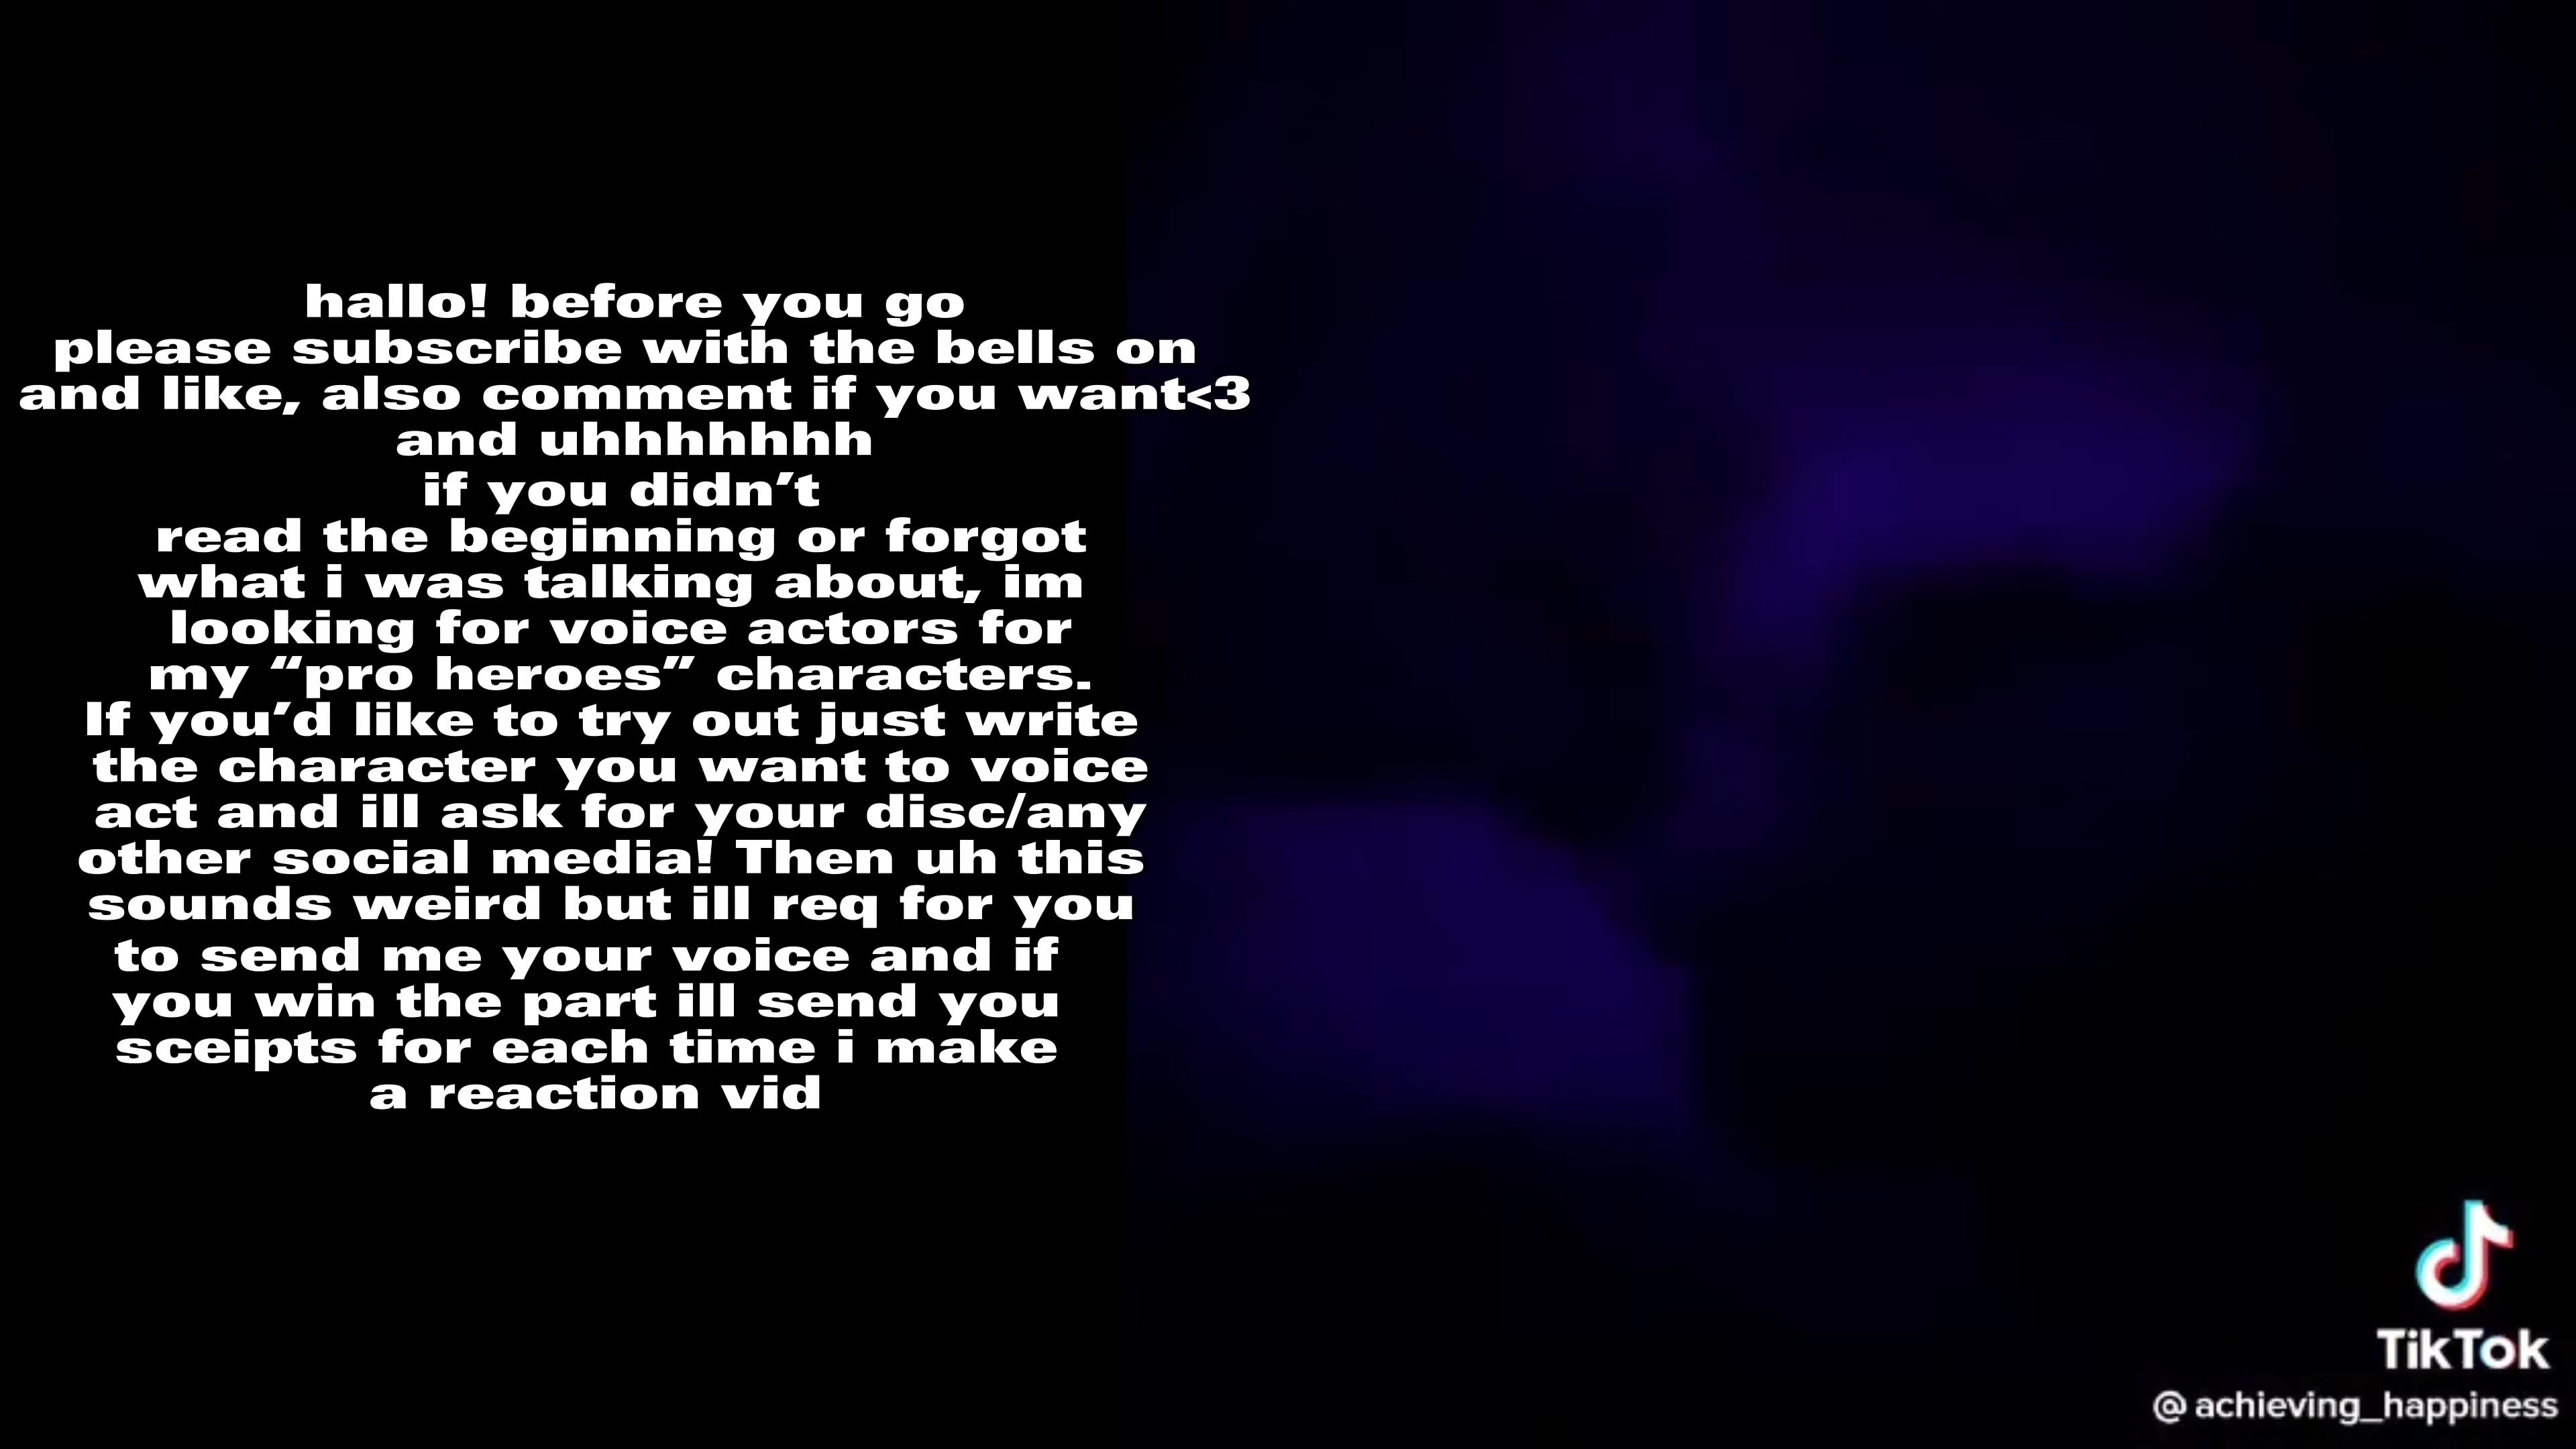 hallo! before you go
please subscribe with the bells on
and like, also comment if you want<3
and uhhhhhhh
if you didn’t
read the beginning or forgot
what i was talking about, im
looking for voice actors for
my “pro heroes” characters.
If you’d like to try out just write
the character you want to voice
act and ill ask for your disc/any
other social media! Then uh this
sounds weird but ill req for you
to send me your voice and if
you win the part ill send you
sceipts for each time i make
a reaction vid
TikTok
@achieving_happiness